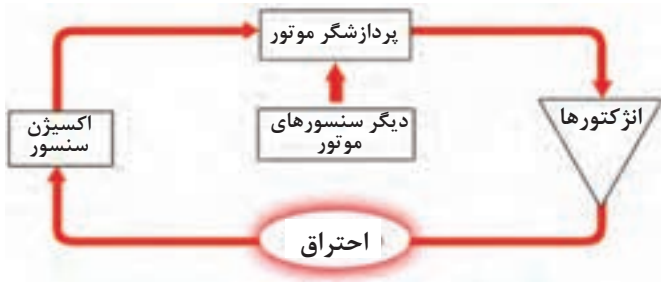 پردازشگر موتور
انژکتورها
دیگر سنسورهای
موتور
اکسیژن
سنسور
احتراق